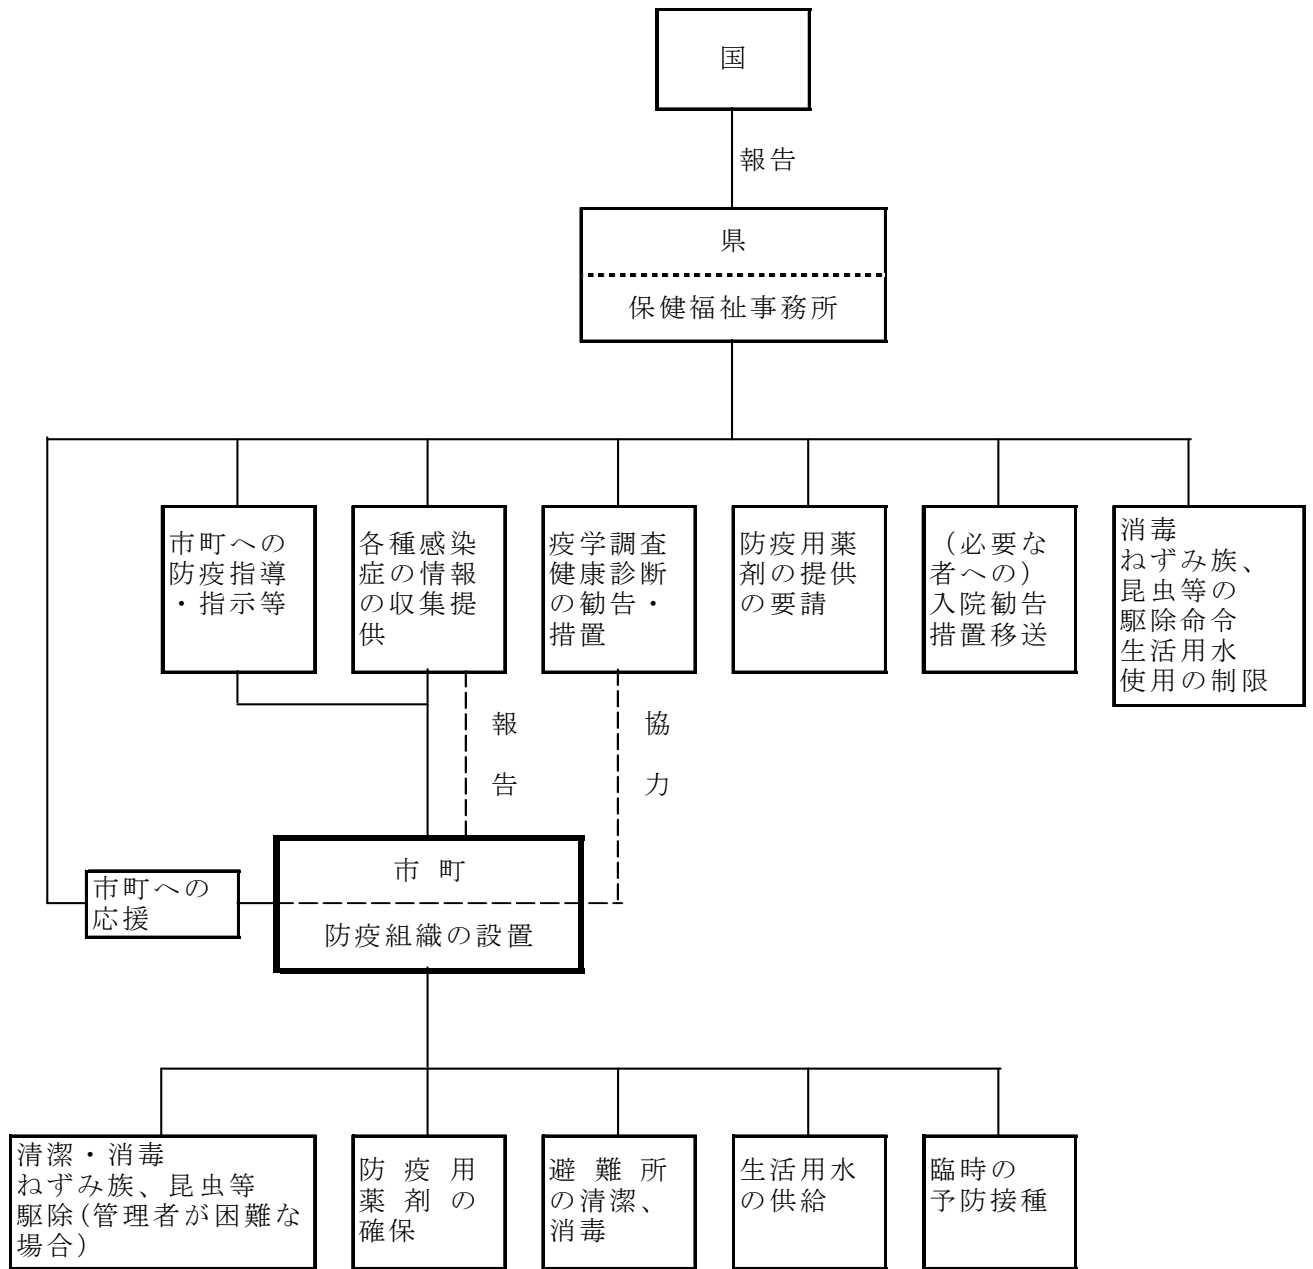 国
報告
県
保健福祉事務所
市町への
防疫指導
・指示等
各種感染
症の情報
の収集提
供
疫学調査
健康診断
の勧告・
措置
防疫用薬
剤の提供
の要請
（必要な
者への）
入院勧告
措置移送
消毒
ねずみ族、
昆虫等の
駆除命令
生活用水
使用の制限
報
告
協
力
市町への
応援
市 町
防疫組織の設置
清潔・消毒
ねずみ族、昆虫等
駆除(管理者が困難な
場合)
防 疫 用
薬 剤 の
確保
避 難 所
の清潔、
消毒
生活用水
の供給
臨時の
予防接種